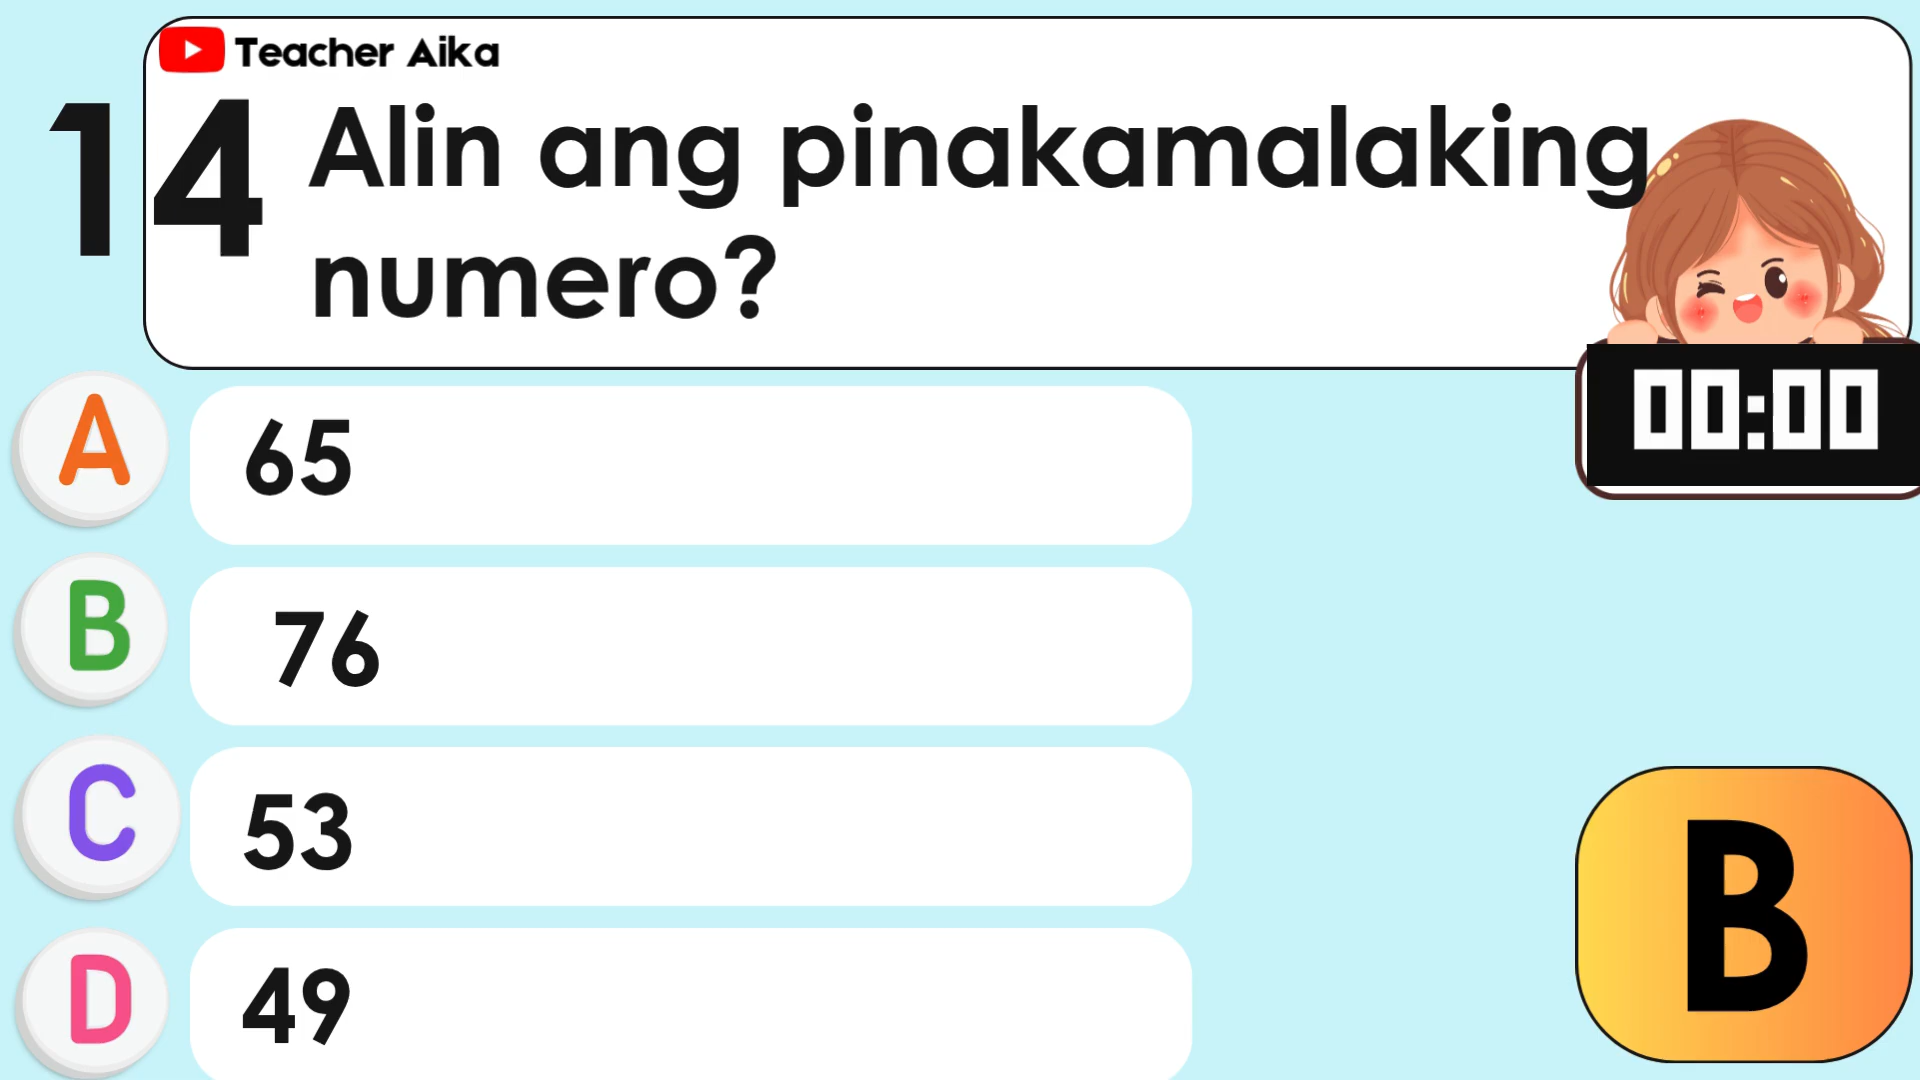 Teacher Aika
14 Alin ang pinakamalaking
numero?
00:00
A 65
B 76
C 53
D 49
B